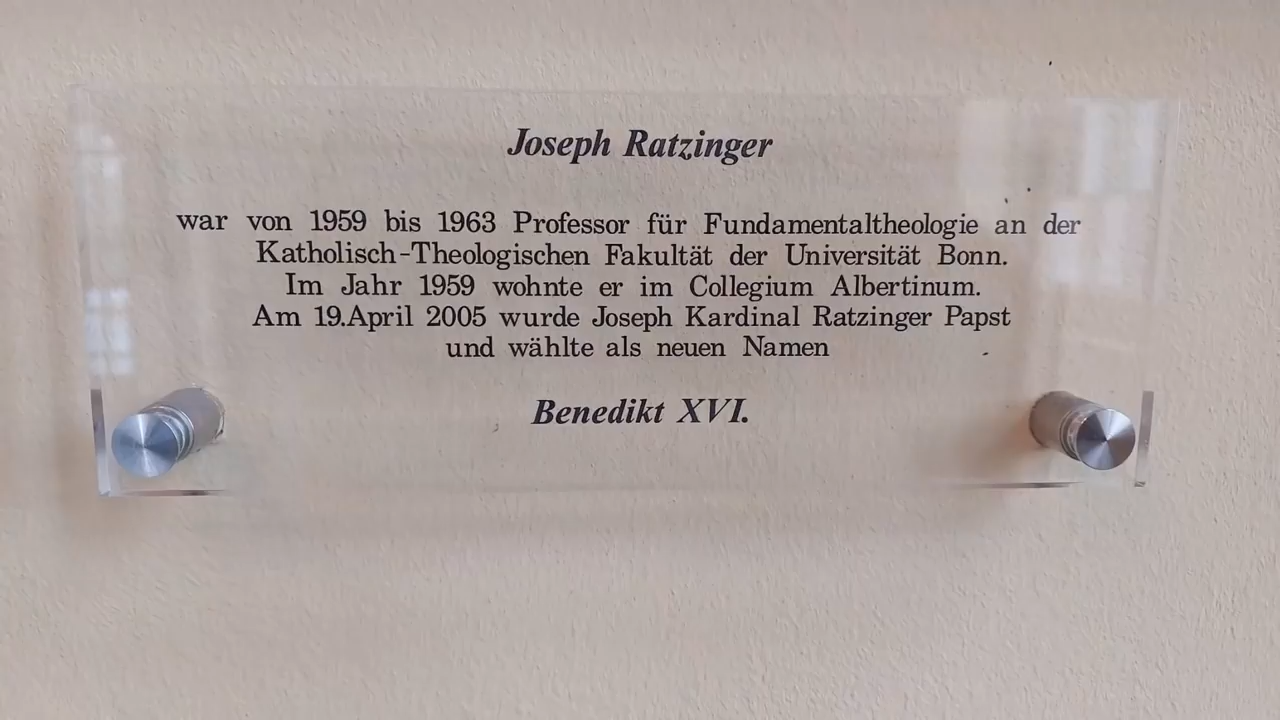 Joseph Ratzinger
war von 1959 bis 1963 Professor für Fundamentaltheologie an der
Katholisch-Theologischen Fakultät der Universität Bonn.
Im Jahr 1959 wohnte er im Collegium Albertinum.
Am 19.April 2005 wurde Joseph Kardinal Ratzinger Papst
und wählte als neuen Namen
Benedikt XVI.